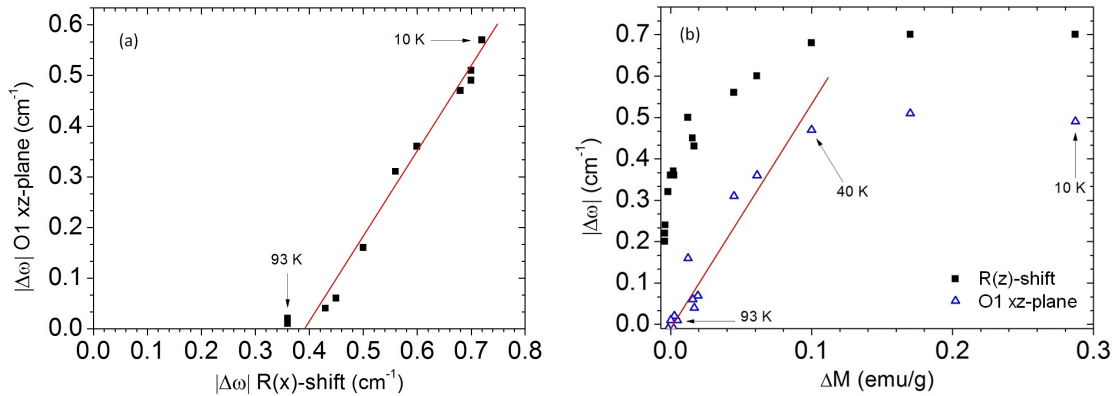 (a)
10 K
93 K
0.6
0.5
0.4
0.3
0.2
0.1
0.0
0.0 0.1 0.2 0.3 0.4 0.5 0.6 0.7 0.8
|Δω| O1 xz-plane (cm⁻¹)
|Δω| R(x)-shift (cm⁻¹)
(b)
40 K
10 K
93 K
R(z)-shift
O1 xz-plane
0.7
0.6
0.5
0.4
0.3
0.2
0.1
0.0
0.0 0.1 0.2 0.3
|Δω| (cm⁻¹)
ΔM (emu/g)